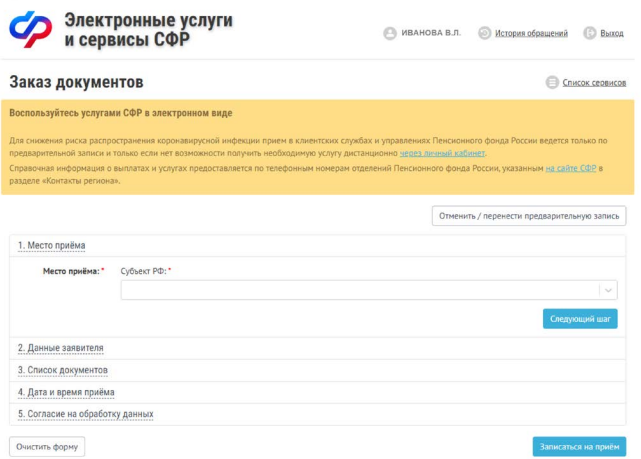 Электронные услуги
и сервисы СФР
ИВАНОВА В.Л.
История обращений
Выход
Заказ документов
Список сервисов
Воспользуйтесь услугами СФР в электронном виде
Для снижения риска распространения коронавирусной инфекции прием в клиентских службах и управлениях Пенсионного фонда России ведется только по
предварительной записи и только если нет возможности получить необходимую услугу дистанционно через личный кабинет.
Справочная информация о выплатах и услугах предоставляется по телефонным номерам отделений Пенсионного фонда России, указанным на сайте СФР в
разделе «Контакты региона».
Отменить / перенести предварительную запись
1. Место приёма
Место приёма: * Субъект РФ: *
Следующий шаг
2. Данные заявителя
3. Список документов
4. Дата и время приёма
5. Согласие на обработку данных
Очистить форму
Записаться на приём